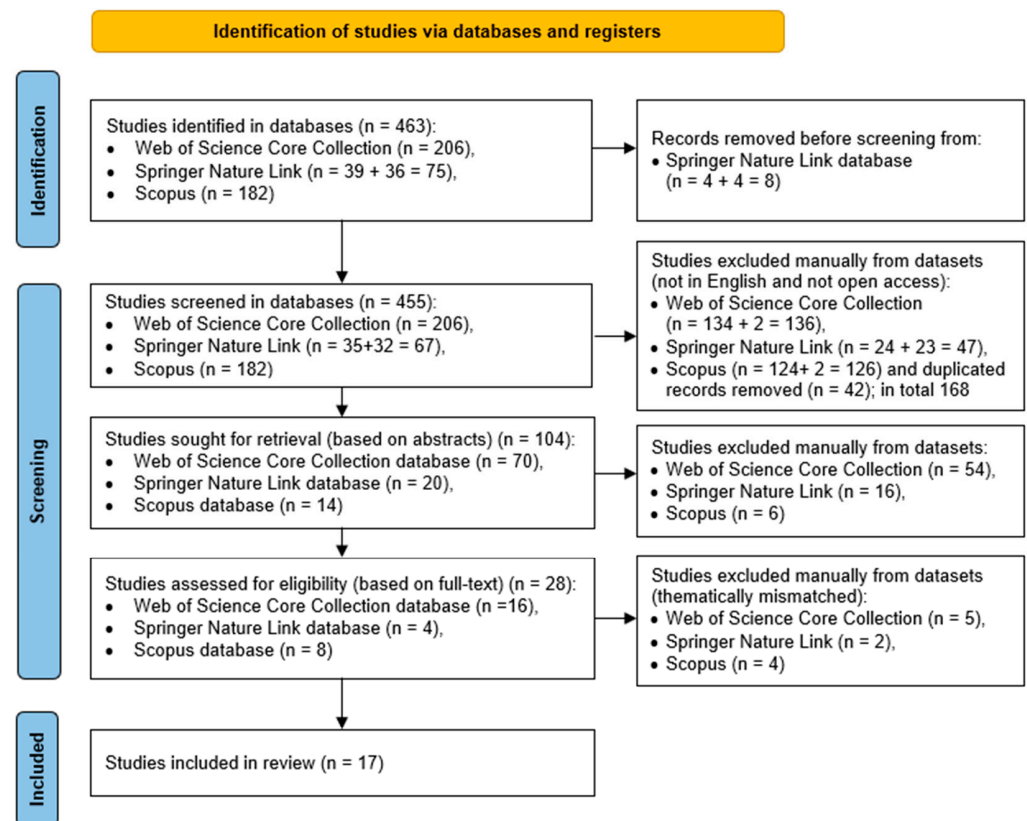 Identification of studies via databases and registers
Identification
Studies identified in databases (n = 463):
• Web of Science Core Collection (n = 206),
• Springer Nature Link (n = 39 + 36 = 75),
• Scopus (n = 182)
Records removed before screening from:
• Springer Nature Link database
(n = 4 + 4 = 8)
Screening
Studies screened in databases (n = 455):
• Web of Science Core Collection (n = 206),
• Springer Nature Link (n = 35+32 = 67),
• Scopus (n = 182)
Studies excluded manually from datasets
(not in English and not open access):
• Web of Science Core Collection
(n = 134 + 2 = 136),
• Springer Nature Link (n = 24 + 23 = 47),
• Scopus (n = 124+ 2 = 126) and duplicated
records removed (n = 42); in total 168
Studies sought for retrieval (based on abstracts) (n = 104):
• Web of Science Core Collection database (n = 70),
• Springer Nature Link database (n = 20),
• Scopus database (n = 14)
Studies excluded manually from datasets:
• Web of Science Core Collection (n = 54),
• Springer Nature Link (n = 16),
• Scopus (n = 6)
Studies assessed for eligibility (based on full-text) (n = 28):
• Web of Science Core Collection database (n =16),
• Springer Nature Link database (n = 4),
• Scopus database (n = 8)
Studies excluded manually from datasets
(thematically mismatched):
• Web of Science Core Collection (n = 5),
• Springer Nature Link (n = 2),
• Scopus (n = 4)
Included
Studies included in review (n = 17)